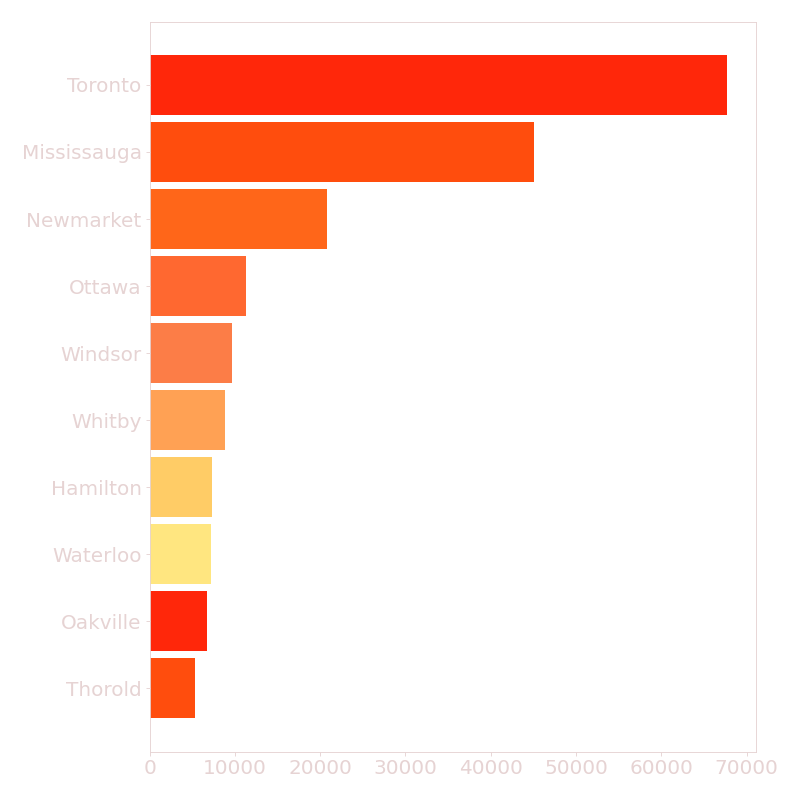 Toronto
Mississauga
Newmarket
Ottawa
Windsor
Whitby
Hamilton
Waterloo
Oakville
Thorold
0 10000 20000 30000 40000 50000 60000 70000